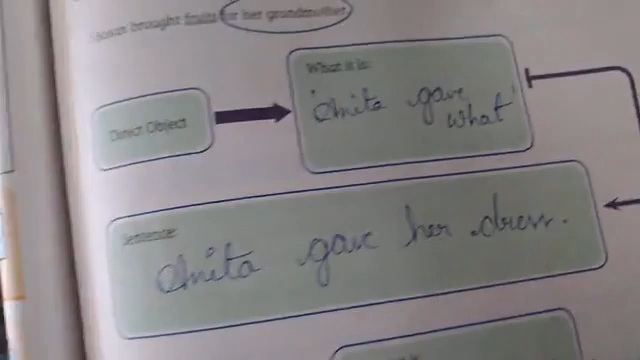 brought fruits for her grandmother
What it is:
'Anita gave
what'
Direct Object
Sentence:
Anita gave her dress.